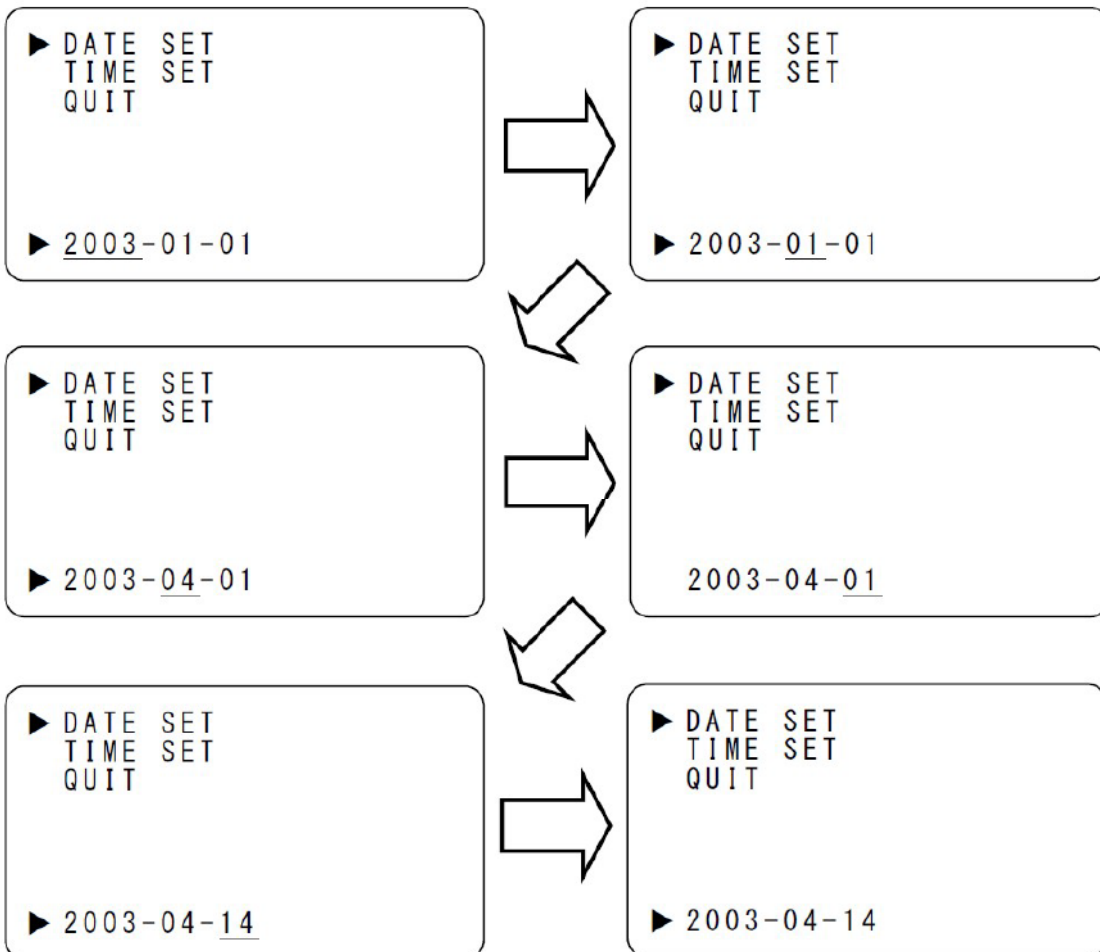 ► DATE SET
TIME SET
QUIT
► 2003-01-01
► DATE SET
TIME SET
QUIT
► 2003-01-01
► DATE SET
TIME SET
QUIT
► 2003-04-01
► DATE SET
TIME SET
QUIT
2003-04-01
► DATE SET
TIME SET
QUIT
► 2003-04-14
► DATE SET
TIME SET
QUIT
► 2003-04-14